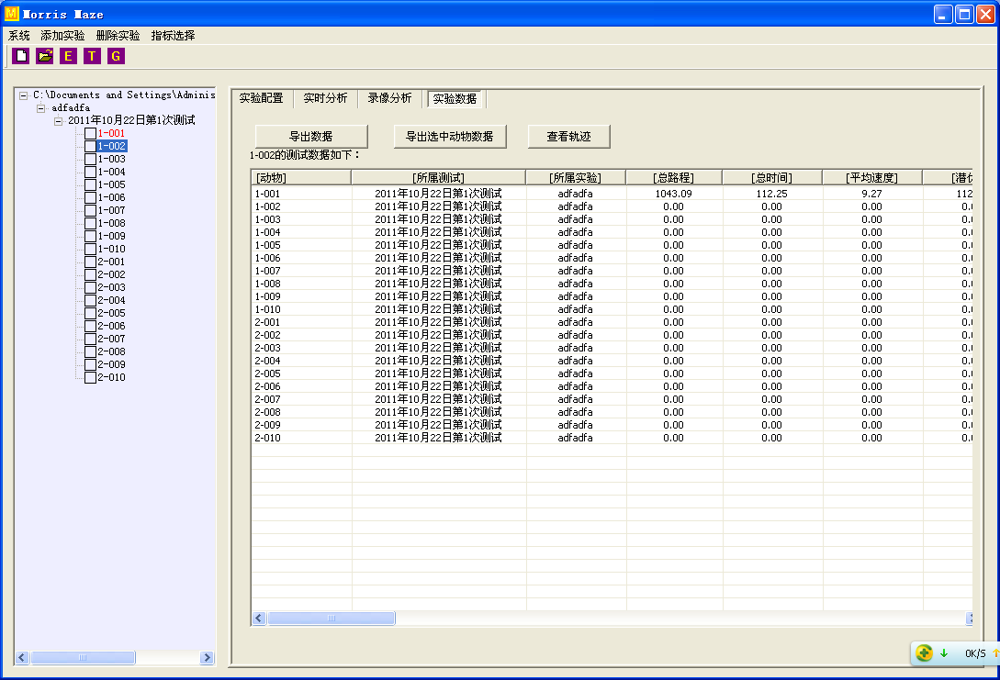 Morris Maze
系统 添加实验 删除实验 指标选择
E T G
C:\Documents and Settings\Adminis
adfadfa
2011年10月22日第1次测试
1-001
1-002
1-003
1-004
1-005
1-006
1-007
1-008
1-009
1-010
2-001
2-002
2-003
2-004
2-005
2-006
2-007
2-008
2-009
2-010
实验配置 实时分析 录像分析 实验数据
导出数据 导出选中动物数据 查看轨迹
1-002的测试数据如下：
[动物] [所属测试] [所属实验] [总路程] [总时间] [平均速度] [潜伏
1-001 2011年10月22日第1次测试 adfadfa 1043.09 112.25 9.27 112
1-002 2011年10月22日第1次测试 adfadfa 0.00 0.00 0.00 0.0
1-003 2011年10月22日第1次测试 adfadfa 0.00 0.00 0.00 0.0
1-004 2011年10月22日第1次测试 adfadfa 0.00 0.00 0.00 0.0
1-005 2011年10月22日第1次测试 adfadfa 0.00 0.00 0.00 0.0
1-006 2011年10月22日第1次测试 adfadfa 0.00 0.00 0.00 0.0
1-007 2011年10月22日第1次测试 adfadfa 0.00 0.00 0.00 0.0
1-008 2011年10月22日第1次测试 adfadfa 0.00 0.00 0.00 0.0
1-009 2011年10月22日第1次测试 adfadfa 0.00 0.00 0.00 0.0
1-010 2011年10月22日第1次测试 adfadfa 0.00 0.00 0.00 0.0
2-001 2011年10月22日第1次测试 adfadfa 0.00 0.00 0.00 0.0
2-002 2011年10月22日第1次测试 adfadfa 0.00 0.00 0.00 0.0
2-003 2011年10月22日第1次测试 adfadfa 0.00 0.00 0.00 0.0
2-004 2011年10月22日第1次测试 adfadfa 0.00 0.00 0.00 0.0
2-005 2011年10月22日第1次测试 adfadfa 0.00 0.00 0.00 0.0
2-006 2011年10月22日第1次测试 adfadfa 0.00 0.00 0.00 0.0
2-007 2011年10月22日第1次测试 adfadfa 0.00 0.00 0.00 0.0
2-008 2011年10月22日第1次测试 adfadfa 0.00 0.00 0.00 0.0
2-009 2011年10月22日第1次测试 adfadfa 0.00 0.00 0.00 0.0
2-010 2011年10月22日第1次测试 adfadfa 0.00 0.00 0.00 0.0
0K/S